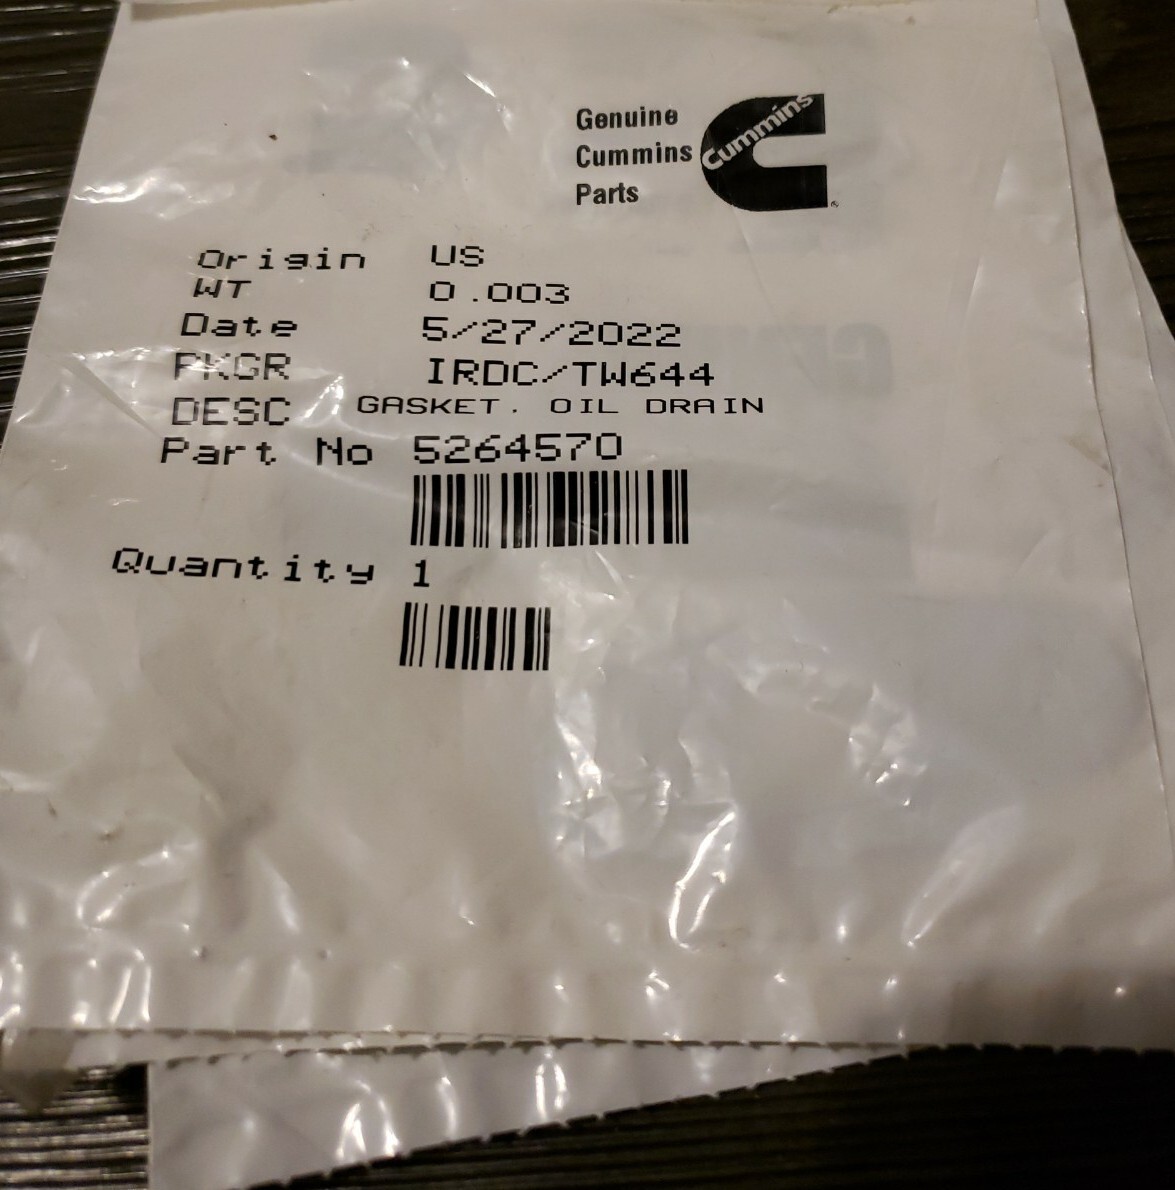 Genuine
Cummins
Parts
Cummins
Origin US
WT 0.003
Date 5/27/2022
PKGR IRDC/TW644
DESC GASKET, OIL DRAIN
Part No 5264570
Quantity 1